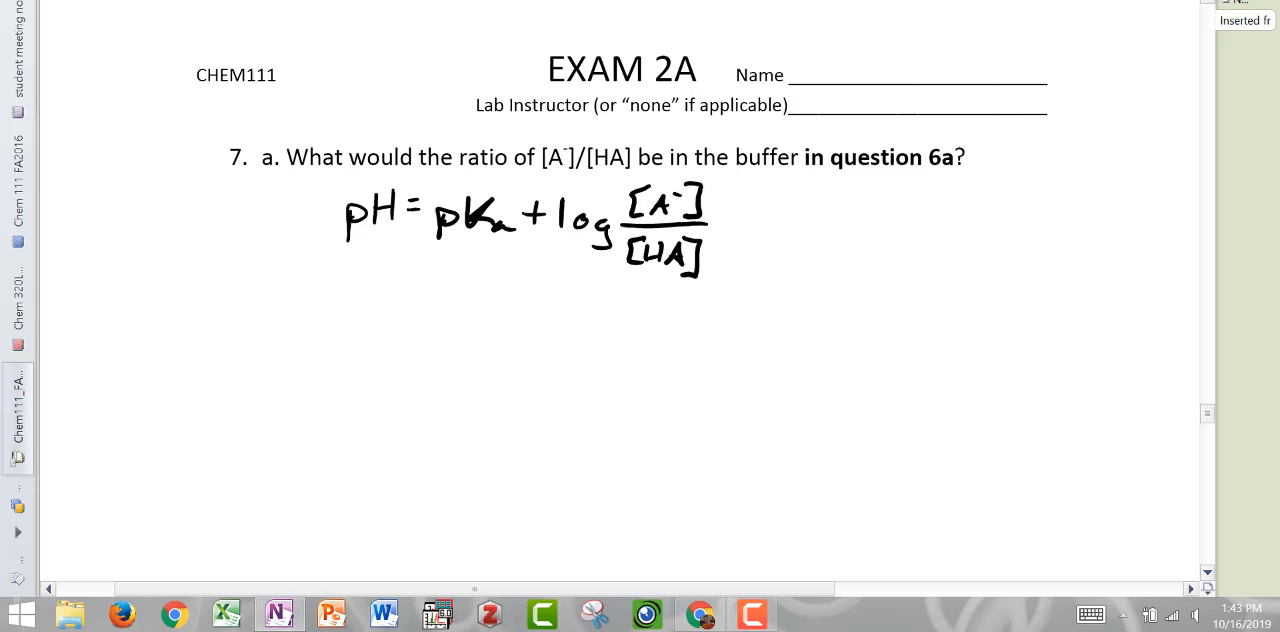 N...
Inserted fr
student meeting no
Chem 111 FA2016
Chem 320L...
Chem111_FA...
CHEM111
EXAM 2A
Name
Lab Instructor (or “none” if applicable)
7. a. What would the ratio of [A⁻]/[HA] be in the buffer in question 6a?
pH = pKa + log [A⁻] / [HA]
1:43 PM
10/16/2019